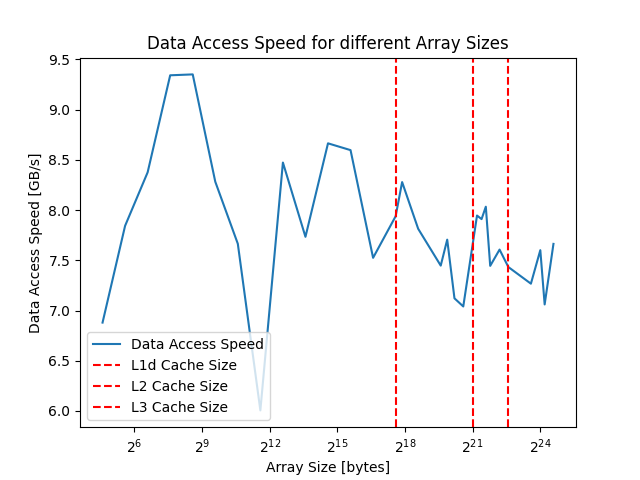 Data Access Speed for different Array Sizes
Data Access Speed [GB/s]
9.5
9.0
8.5
8.0
7.5
7.0
6.5
6.0
Data Access Speed
L1d Cache Size
L2 Cache Size
L3 Cache Size
2^6 2^9 2^12 2^15 2^18 2^21 2^24
Array Size [bytes]